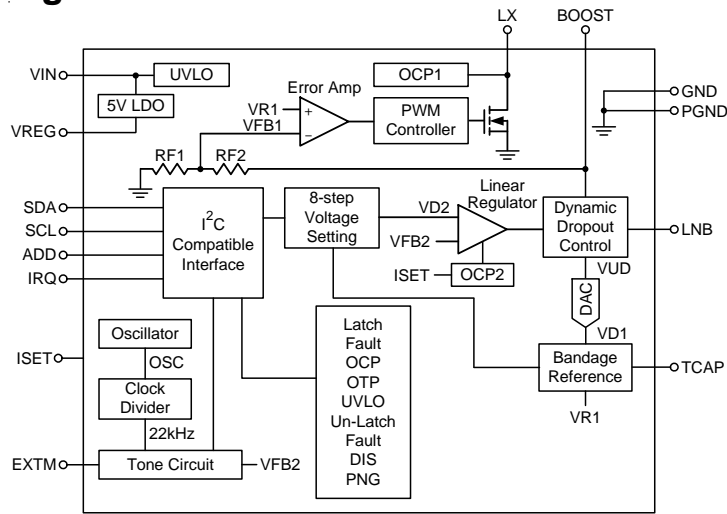 LX
BOOST
VIN
UVLO
5V LDO
VREG
Error Amp
OCP1
VR1
+
VFB1
−
PWM
Controller
GND
PGND
RF1
RF2
SDA
SCL
ADD
IRQ
I²C
Compatible
Interface
8-step
Voltage
Setting
VD2
VFB2
Linear
Regulator
ISET
OCP2
Dynamic
Dropout
Control
LNB
VUD
DAC
VD1
Bandage
Reference
TCAP
VR1
ISET
Oscillator
OSC
Clock
Divider
22kHz
EXTM
Tone Circuit
VFB2
Latch
Fault
OCP
OTP
UVLO
Un-Latch
Fault
DIS
PNG